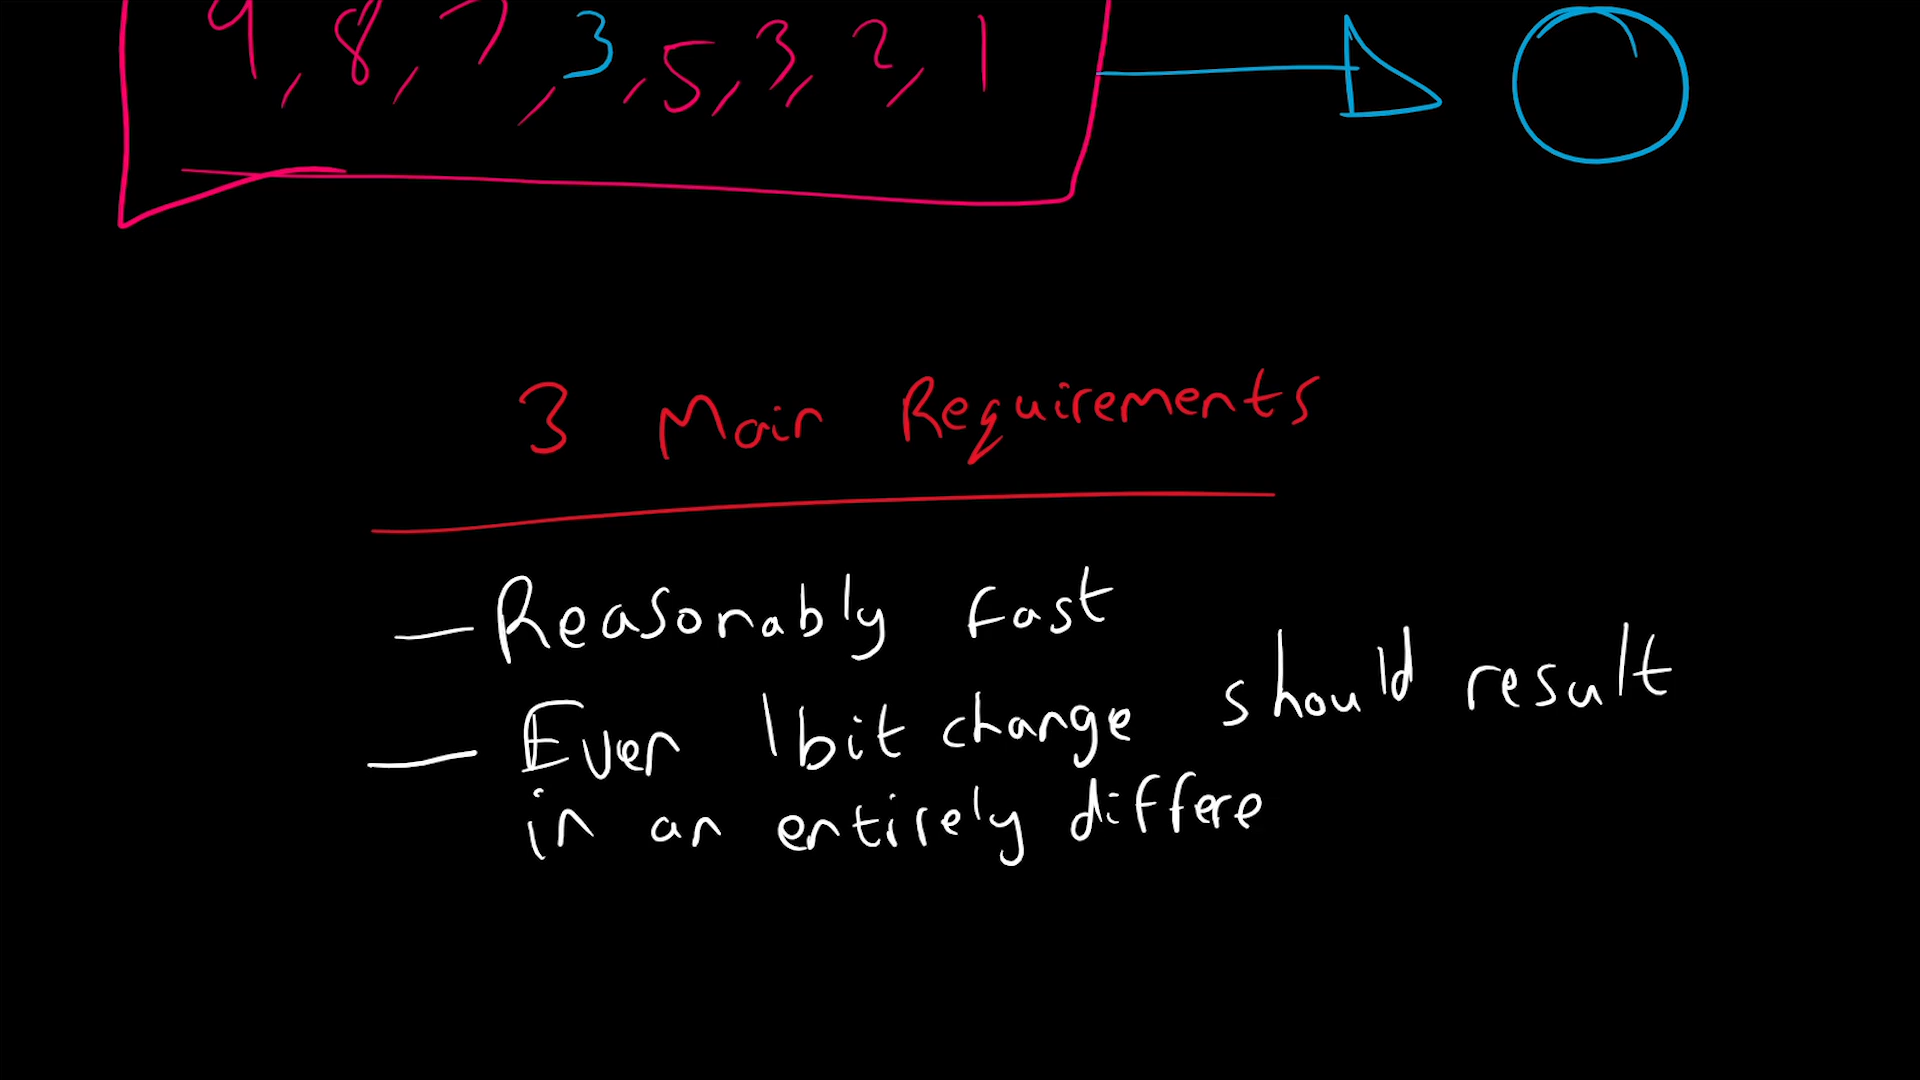 9, 8, 7, 3, 5, 3, 2, 1
3 Main Requirements
— Reasonably fast
— Even 1bit change should result
in an entirely differe